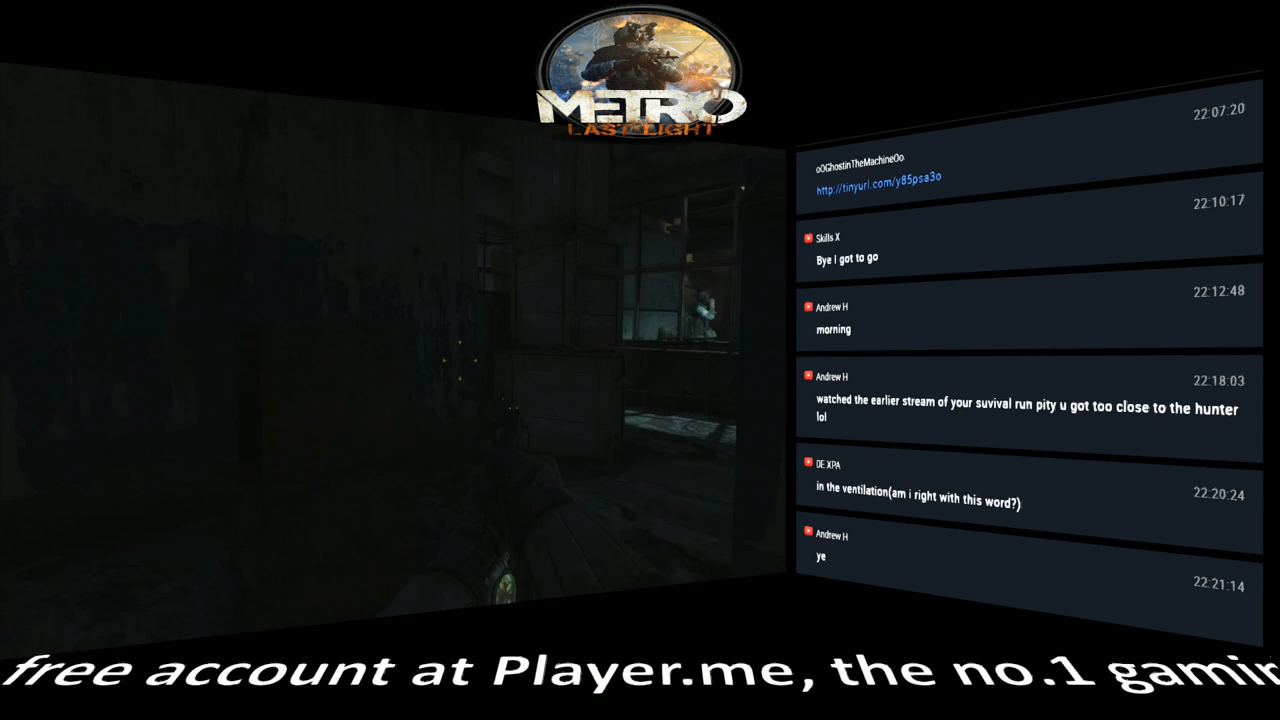 METRO
LAST LIGHT
22:07:20
oOGhostinTheMachineOo
http://tinyurl.com/y85psa3o
22:10:17
Skills X
Bye I got to go
22:12:48
Andrew H
morning
22:18:03
Andrew H
watched the earlier stream of your suvival run pity u got too close to the hunter
lol
DE XPA
22:20:24
in the ventilation(am i right with this word?)
Andrew H
ye
22:21:14
free account at Player.me, the no.1 gamin